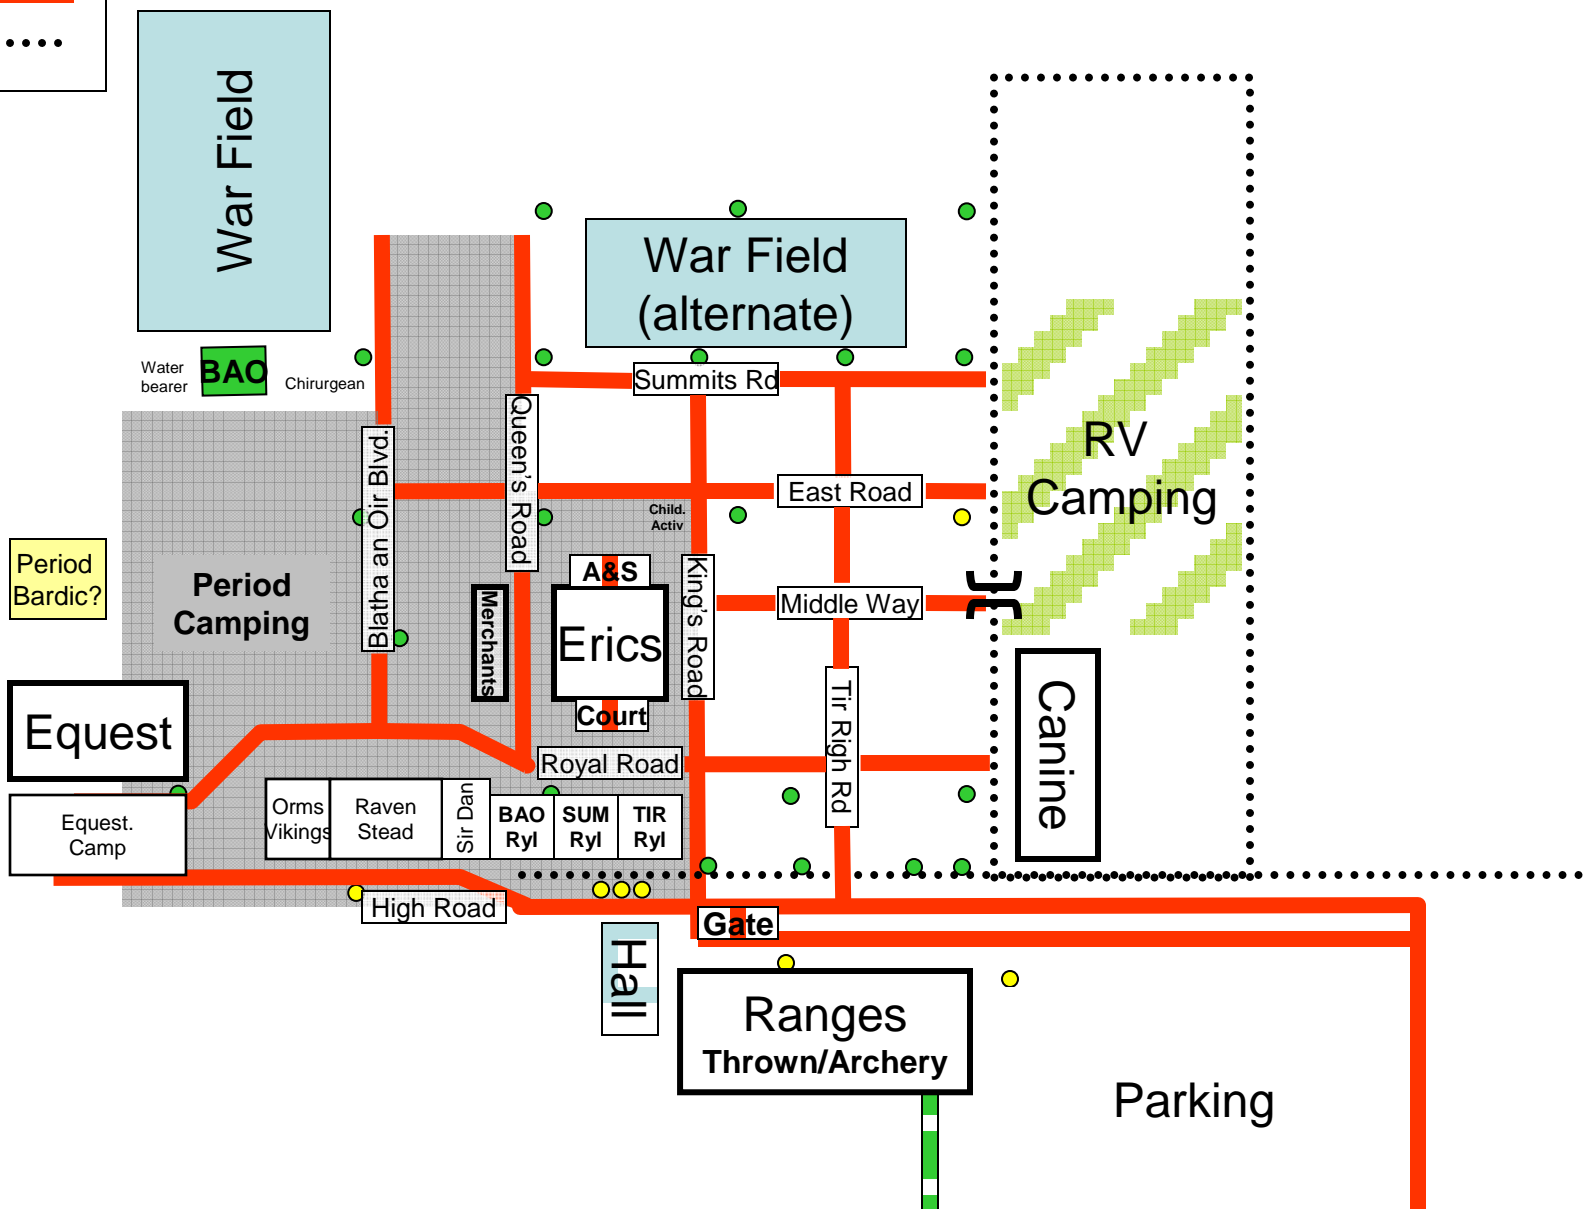 War Field
War Field
(alternate)
Water
bearer
BAO
Chirurgean
Summits Rd
Queen's Road
Blatha an Oir Blvd.
RV
Camping
East Road
Child.
Activ
Period
Bardic?
Period
Camping
A&S
Merchants
Erics
King's Road
Middle Way
Court
Equest
Tir Righ Rd
Canine
Royal Road
Equest.
Camp
Orms
Vikings
Raven
Stead
Sir Dan
BAO
Ryl
SUM
Ryl
TIR
Ryl
High Road
Gate
Hall
Ranges
Thrown/Archery
Parking